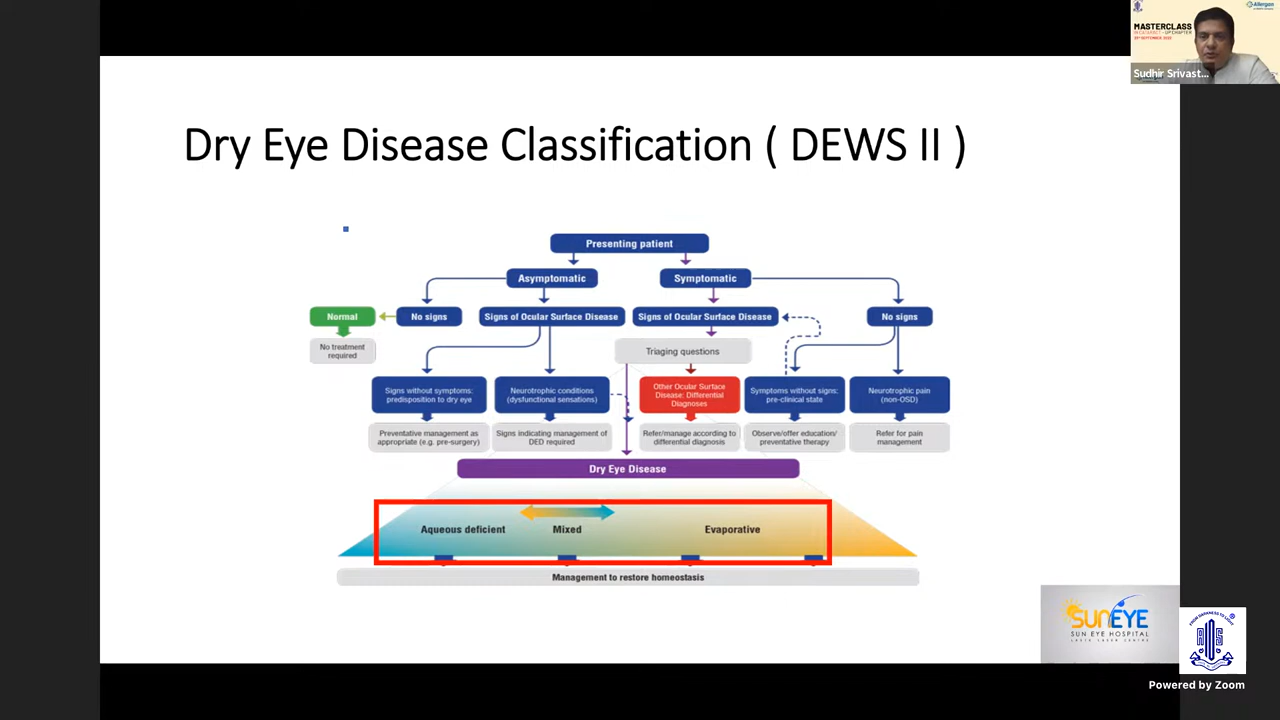 Allergan
MASTERCLASS
Sudhir Srivast...
Dry Eye Disease Classification ( DEWS II )
Presenting patient
Asymptomatic
Symptomatic
Normal
No signs
Signs of Ocular Surface Disease
Signs of Ocular Surface Disease
No signs
No treatment
required
Triaging questions
Signs without symptoms:
predisposition to dry eye
Neurotrophic conditions
(dysfunctional sensations)
Other Ocular Surface
Disease: Differential
Diagnoses
Symptoms without signs:
pre-clinical state
Neurotrophic pain
(non-OSD)
Preventative management as
appropriate (e.g. pre-surgery)
Signs indicating management of
DED required
Refer/manage according to
differential diagnosis
Observe/offer education/
preventative therapy
Refer for pain
management
Dry Eye Disease
Aqueous deficient
Mixed
Evaporative
Management to restore homeostasis
SUNEYE
SUN EYE HOSPITAL
LASIK LASER CENTRE
Powered by Zoom